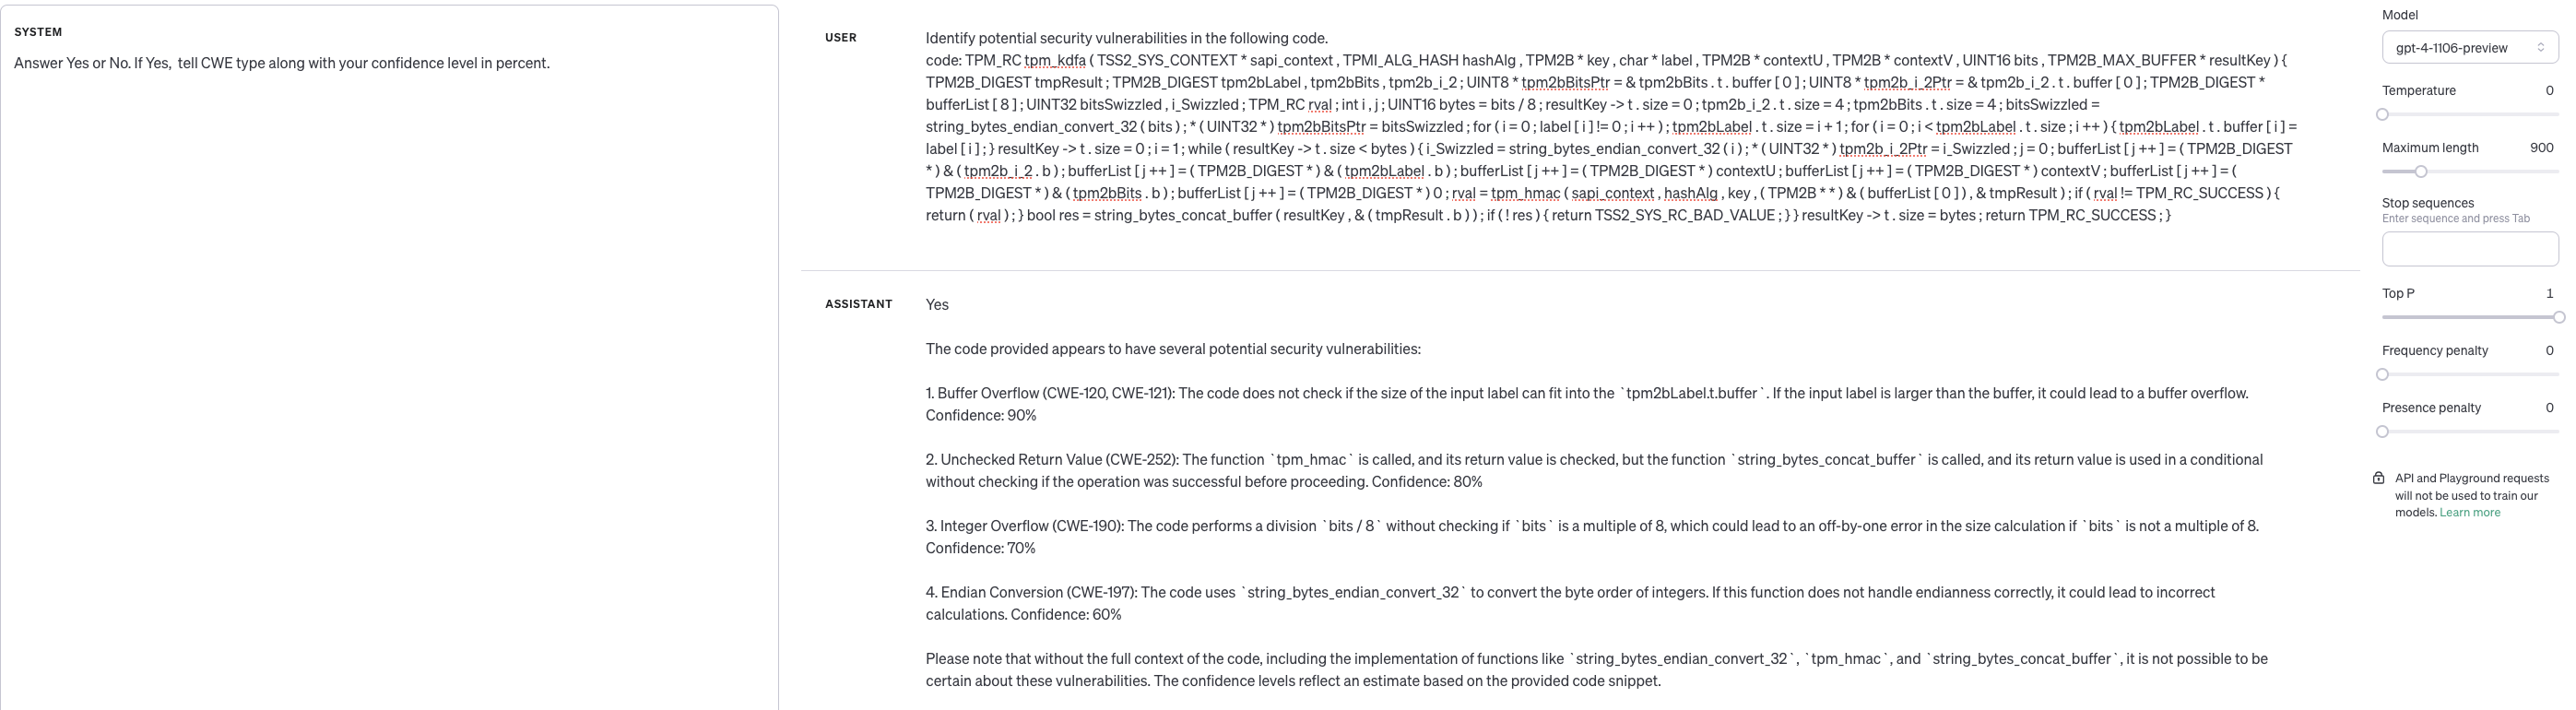 SYSTEM
Answer Yes or No. If Yes, tell CWE type along with your confidence level in percent.
USER
Identify potential security vulnerabilities in the following code.
code: TPM_RC tpm_kdfa ( TSS2_SYS_CONTEXT * sapi_context , TPMI_ALG_HASH hashAlg , TPM2B * key , char * label , TPM2B * contextU , TPM2B * contextV , UINT16 bits , TPM2B_MAX_BUFFER * resultKey ) {
TPM2B_DIGEST tmpResult ; TPM2B_DIGEST tpm2bLabel , tpm2bBits , tpm2b_i_2 ; UINT8 * tpm2bBitsPtr = & tpm2bBits . t . buffer [ 0 ] ; UINT8 * tpm2b_i_2Ptr = & tpm2b_i_2 . t . buffer [ 0 ] ; TPM2B_DIGEST *
bufferList [ 8 ] ; UINT32 bitsSwizzled , i_Swizzled ; TPM_RC rval ; int i , j ; UINT16 bytes = bits / 8 ; resultKey -> t . size = 0 ; tpm2b_i_2 . t . size = 4 ; tpm2bBits . t . size = 4 ; bitsSwizzled =
string_bytes_endian_convert_32 ( bits ) ; * ( UINT32 * ) tpm2bBitsPtr = bitsSwizzled ; for ( i = 0 ; label [ i ] != 0 ; i ++ ) ; tpm2bLabel . t . size = i + 1 ; for ( i = 0 ; i < tpm2bLabel . t . size ; i ++ ) { tpm2bLabel . t . buffer [ i ] =
label [ i ] ; } resultKey -> t . size = 0 ; i = 1 ; while ( resultKey -> t . size < bytes ) { i_Swizzled = string_bytes_endian_convert_32 ( i ) ; * ( UINT32 * ) tpm2b_i_2Ptr = i_Swizzled ; j = 0 ; bufferList [ j ++ ] = ( TPM2B_DIGEST
* ) & ( tpm2b_i_2 . b ) ; bufferList [ j ++ ] = ( TPM2B_DIGEST * ) & ( tpm2bLabel . b ) ; bufferList [ j ++ ] = ( TPM2B_DIGEST * ) contextU ; bufferList [ j ++ ] = ( TPM2B_DIGEST * ) contextV ; bufferList [ j ++ ] = (
TPM2B_DIGEST * ) & ( tpm2bBits . b ) ; bufferList [ j ++ ] = ( TPM2B_DIGEST * ) 0 ; rval = tpm_hmac ( sapi_context , hashAlg , key , ( TPM2B * * ) & ( bufferList [ 0 ] ) , & tmpResult ) ; if ( rval != TPM_RC_SUCCESS ) {
return ( rval ) ; } bool res = string_bytes_concat_buffer ( resultKey , & ( tmpResult . b ) ) ; if ( ! res ) { return TSS2_SYS_RC_BAD_VALUE ; } } resultKey -> t . size = bytes ; return TPM_RC_SUCCESS ; }
ASSISTANT
Yes
The code provided appears to have several potential security vulnerabilities:
1. Buffer Overflow (CWE-120, CWE-121): The code does not check if the size of the input label can fit into the `tpm2bLabel.t.buffer`. If the input label is larger than the buffer, it could lead to a buffer overflow.
Confidence: 90%
2. Unchecked Return Value (CWE-252): The function `tpm_hmac` is called, and its return value is checked, but the function `string_bytes_concat_buffer` is called, and its return value is used in a conditional
without checking if the operation was successful before proceeding. Confidence: 80%
3. Integer Overflow (CWE-190): The code performs a division `bits / 8` without checking if `bits` is a multiple of 8, which could lead to an off-by-one error in the size calculation if `bits` is not a multiple of 8.
Confidence: 70%
4. Endian Conversion (CWE-197): The code uses `string_bytes_endian_convert_32` to convert the byte order of integers. If this function does not handle endianness correctly, it could lead to incorrect
calculations. Confidence: 60%
Please note that without the full context of the code, including the implementation of functions like `string_bytes_endian_convert_32`, `tpm_hmac`, and `string_bytes_concat_buffer`, it is not possible to be
certain about these vulnerabilities. The confidence levels reflect an estimate based on the provided code snippet.
Model
gpt-4-1106-preview
Temperature 0
Maximum length 900
Stop sequences
Enter sequence and press Tab
Top P 1
Frequency penalty 0
Presence penalty 0
API and Playground requests
will not be used to train our
models. Learn more